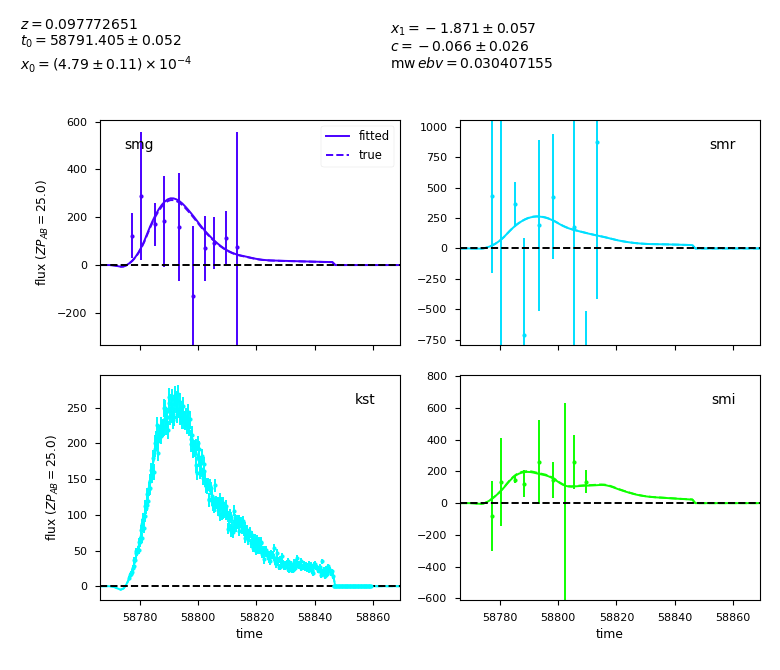 z = 0.097772651
t₀ = 58791.405 ± 0.052
x₀ = (4.79 ± 0.11) × 10⁻⁴
x₁ = −1.871 ± 0.057
c = −0.066 ± 0.026
mw ebv = 0.030407155
smg
fitted
true
600
400
200
0
−200
flux (ZP_AB = 25.0)
smr
1000
750
500
250
0
−250
−500
−750
kst
250
200
150
100
50
0
flux (ZP_AB = 25.0)
58780 58800 58820 58840 58860
time
smi
800
600
400
200
0
−200
−400
−600
58780 58800 58820 58840 58860
time